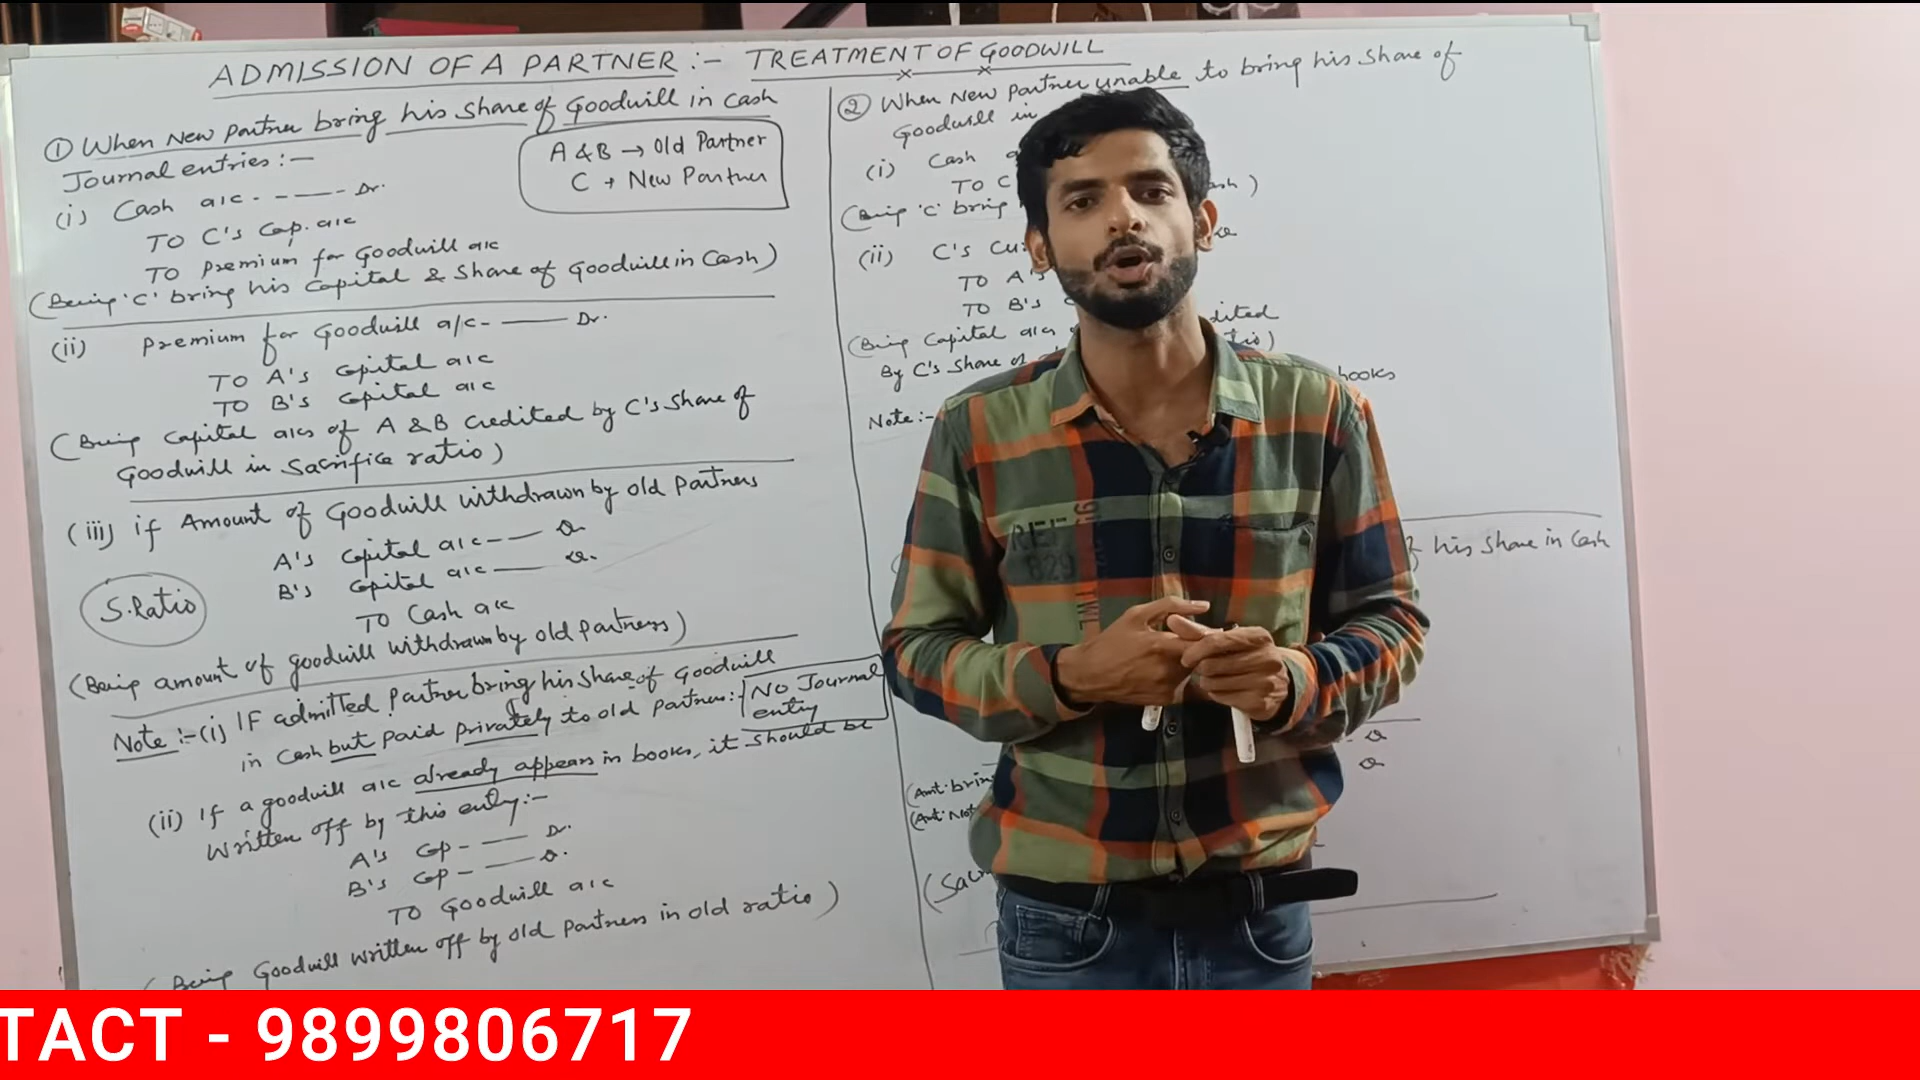 ADMISSION OF A PARTNER :- TREATMENT OF GOODWILL
① When New Partner bring his share of Goodwill in cash
Journal entries :-
A & B → Old Partner
C → New Partner
(i) Cash a/c - - —— - Dr.
TO C's Cap. a/c
TO Premium for Goodwill a/c
(Being 'C' bring his Capital & Share of Goodwill in Cash)
(ii) Premium for Goodwill a/c - —— Dr.
TO A's Capital a/c
TO B's Capital a/c
(Being Capital a/cs of A & B Credited by C's Share of
Goodwill in Sacrifice ratio)
(iii) if Amount of Goodwill withdrawn by old Partners
A's Capital a/c - - —— Dr
B's Capital a/c - —— Dr.
TO Cash a/c
S.Ratio
(Being amount of goodwill withdrawn by old Partners)
Note :- (i) IF admitted Partner bring his share of Goodwill
in Cash but paid privately to old Partner:-
NO Journal
entry
(ii) If a goodwill a/c already appears in books, it should be
written off by this entry :-
A's Cap - —— Dr.
B's Cap - —— Dr.
TO Goodwill a/c
(Being Goodwill written off by old Partners in old ratio)
② When New Partner unable to bring his share of
Goodwill in
(i) Cash
TO C
(Being 'C' bring
(ii) C's
Dr
TO A's
TO B's
(Being Capital a/cs
By C's Share of
books
Note :-
his share in Cash
Dr
Dr
(Amt. bring
(Amt. Not
TACT - 9899806717